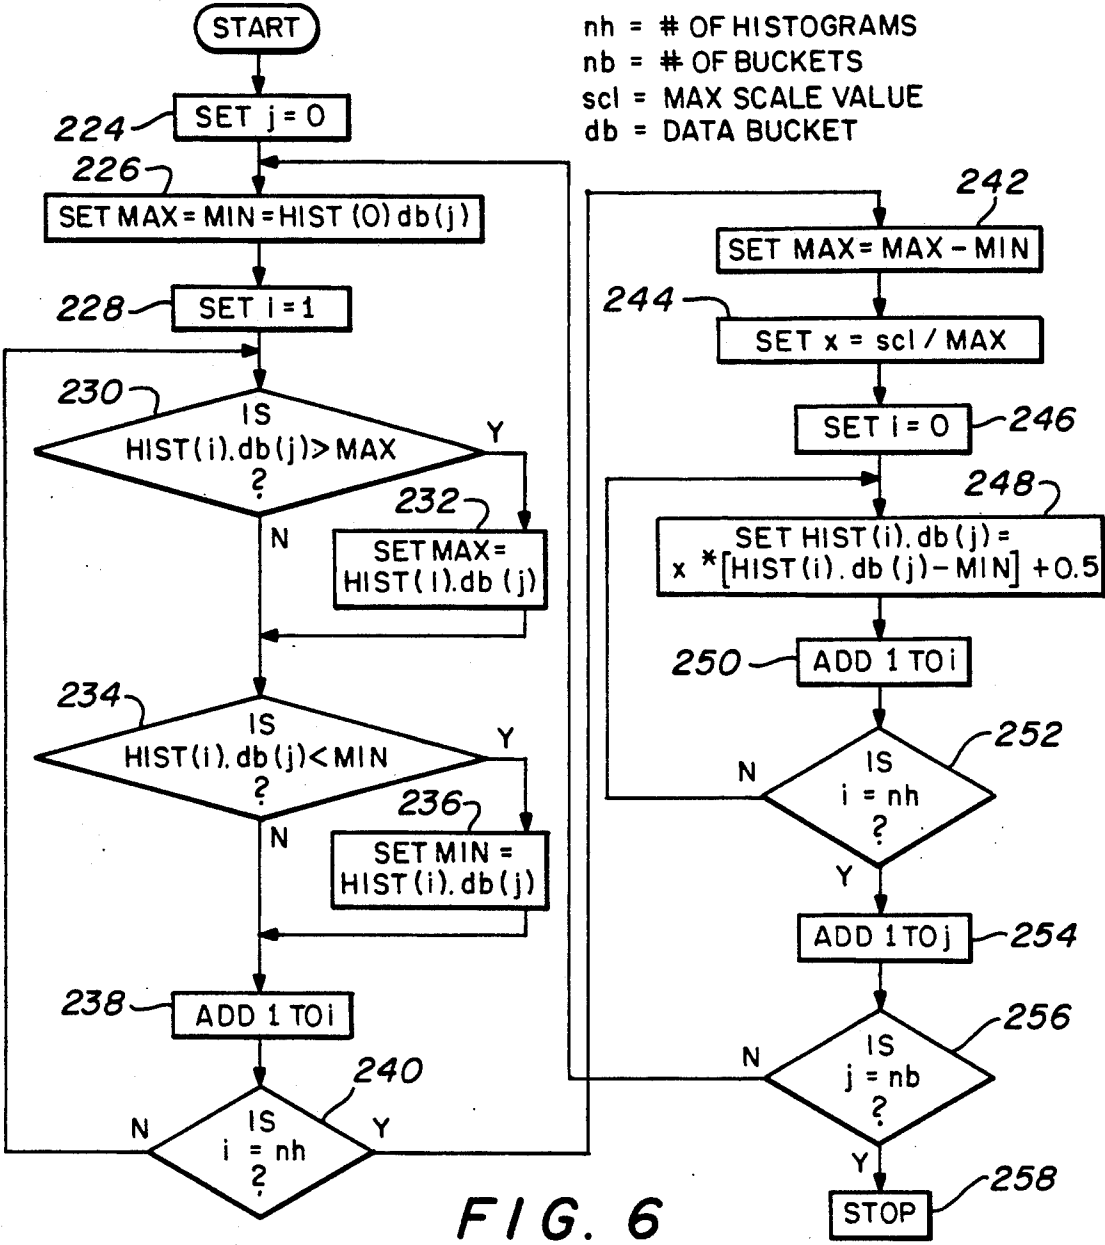 START
nh = # OF HISTOGRAMS
nb = # OF BUCKETS
scl = MAX SCALE VALUE
db = DATA BUCKET
224
SET j = 0
226
SET MAX = MIN = HIST (0) db(j)
228
SET i = 1
230
IS
HIST(i).db(j) > MAX
?
Y
N
232
SET MAX =
HIST(I).db (j)
234
IS
HIST(i).db(j) < MIN
?
Y
N
236
SET MIN =
HIST(i).db(j)
238
ADD 1 TO i
240
IS
i = nh
?
N
Y
242
SET MAX = MAX - MIN
244
SET x = scl / MAX
SET i = 0
246
248
SET HIST(i).db(j) =
x * [HIST(i).db(j) - MIN] + 0.5
250
ADD 1 TO i
252
IS
i = nh
?
N
Y
ADD 1 TO j
254
256
IS
j = nb
?
N
Y
STOP
258
FIG. 6